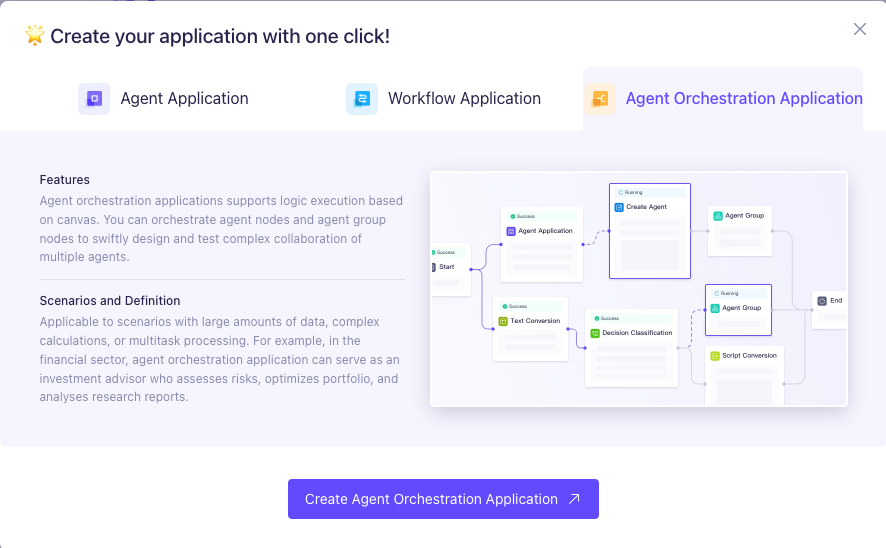 Create your application with one click!
Agent Application
Workflow Application
Agent Orchestration Application
Features
Agent orchestration applications supports logic execution based
on canvas. You can orchestrate agent nodes and agent group
nodes to swiftly design and test complex collaboration of
multiple agents.
Scenarios and Definition
Applicable to scenarios with large amounts of data, complex
calculations, or multitask processing. For example, in the
financial sector, agent orchestration application can serve as an
investment advisor who assesses risks, optimizes portfolio, and
analyses research reports.
Success
Start
Success
Agent Application
Running
Create Agent
Agent Group
Success
Text Conversion
Success
Decision Classification
Running
Agent Group
Script Conversion
End
Create Agent Orchestration Application